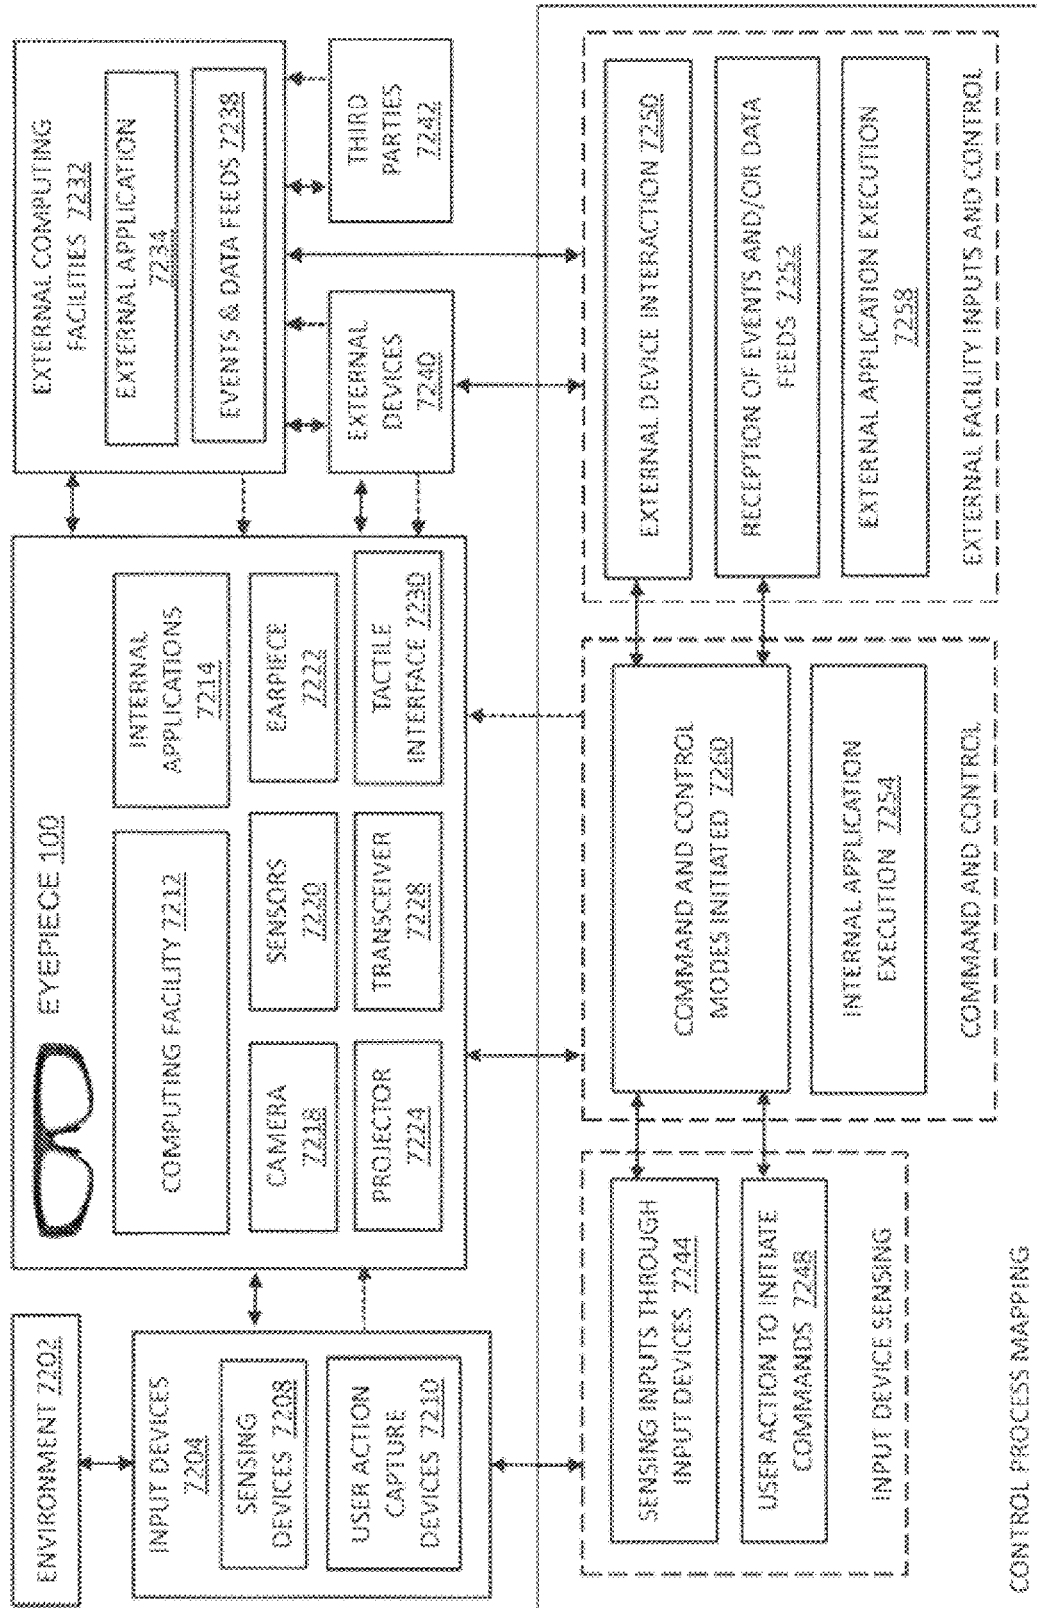 ENVIRONMENT 7202
INPUT DEVICES
7204
SENSING
DEVICES 7208
USER ACTION
CAPTURE
DEVICES 7210
EYEPIECE 100
COMPUTING FACILITY 7212
INTERNAL
APPLICATIONS
7214
CAMERA
7218
SENSORS
7220
EARPIECE
7222
PROJECTOR
7224
TRANSCEIVER
7228
TACTILE
INTERFACE 7230
EXTERNAL COMPUTING
FACILITIES 7232
EXTERNAL APPLICATION
7234
EVENTS & DATA FEEDS 7238
EXTERNAL
DEVICES
7240
THIRD
PARTIES
7242
SENSING INPUTS THROUGH
INPUT DEVICES 7244
USER ACTION TO INITIATE
COMMANDS 7248
INPUT DEVICE SENSING
COMMAND AND CONTROL
MODES INITIATED 7260
INTERNAL APPLICATION
EXECUTION 7254
COMMAND AND CONTROL
EXTERNAL DEVICE INTERACTION 7250
RECEPTION OF EVENTS AND/OR DATA
FEEDS 7252
EXTERNAL APPLICATION EXECUTION
7258
EXTERNAL FACILITY INPUTS AND CONTROL
CONTROL PROCESS MAPPING